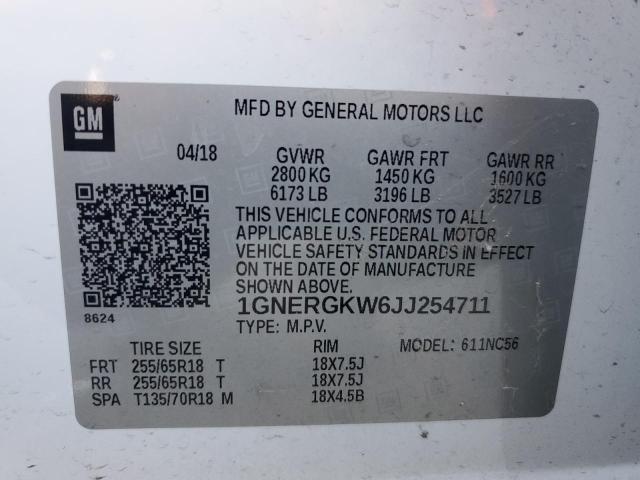 GM
MFD BY GENERAL MOTORS LLC
04/18 GVWR GAWR FRT GAWR RR
2800 KG 1450 KG 1600 KG
6173 LB 3196 LB 3527 LB
THIS VEHICLE CONFORMS TO ALL
APPLICABLE U.S. FEDERAL MOTOR
VEHICLE SAFETY STANDARDS IN EFFECT
ON THE DATE OF MANUFACTURE
SHOWN ABOVE.
8624
1GNERGKW6JJ254711
TYPE: M.P.V.
MODEL: 611NC56
TIRE SIZE RIM
FRT 255/65R18 T 18X7.5J
RR 255/65R18 T 18X7.5J
SPA T135/70R18 M 18X4.5B